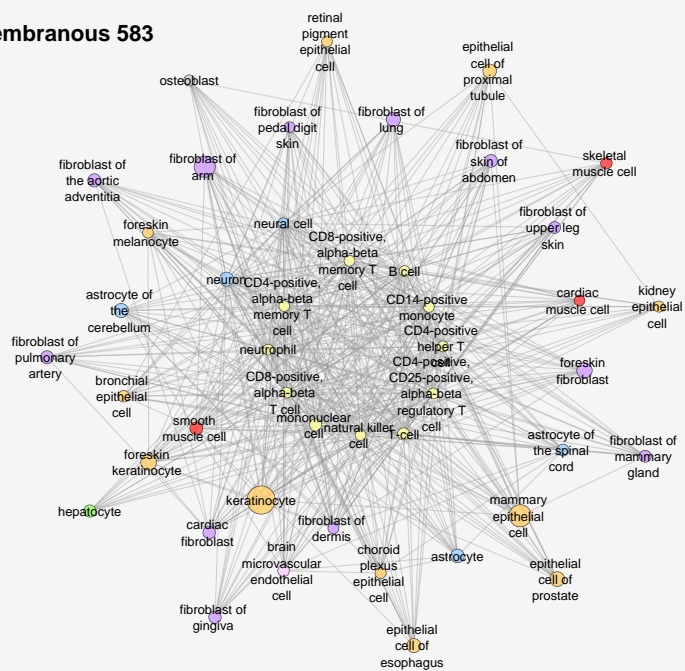 embranous 583
retinal
pigment
epithelial
cell
epithelial
cell of
proximal
tubule
osteoblast
fibroblast of
pedal digit
skin
fibroblast of
lung
fibroblast of
arm
fibroblast of
skin of
abdomen
skeletal
muscle cell
fibroblast of
the aortic
adventitia
foreskin
melanocyte
neural cell
fibroblast of
upper leg
skin
CD8-positive,
alpha-beta
memory T
cell
B cell
neuron
CD4-positive,
alpha-beta
memory T
cell
CD14-positive
monocyte
cardiac
muscle cell
kidney
epithelial
cell
astrocyte of
the
cerebellum
CD4-positive
helper T
cell
neutrophil
fibroblast of
pulmonary
artery
CD4-positive,
CD25-positive,
alpha-beta
regulatory T
cell
foreskin
fibroblast
bronchial
epithelial
cell
CD8-positive,
alpha-beta
T cell
mononuclear
cell
natural killer
cell
T-cell
smooth
muscle cell
astrocyte of
the spinal
cord
fibroblast of
mammary
gland
foreskin
keratinocyte
keratinocyte
hepatocyte
mammary
epithelial
cell
cardiac
fibroblast
fibroblast of
dermis
brain
microvascular
endothelial
cell
choroid
plexus
epithelial
cell
astrocyte
epithelial
cell of
prostate
fibroblast of
gingiva
epithelial
cell of
esophagus